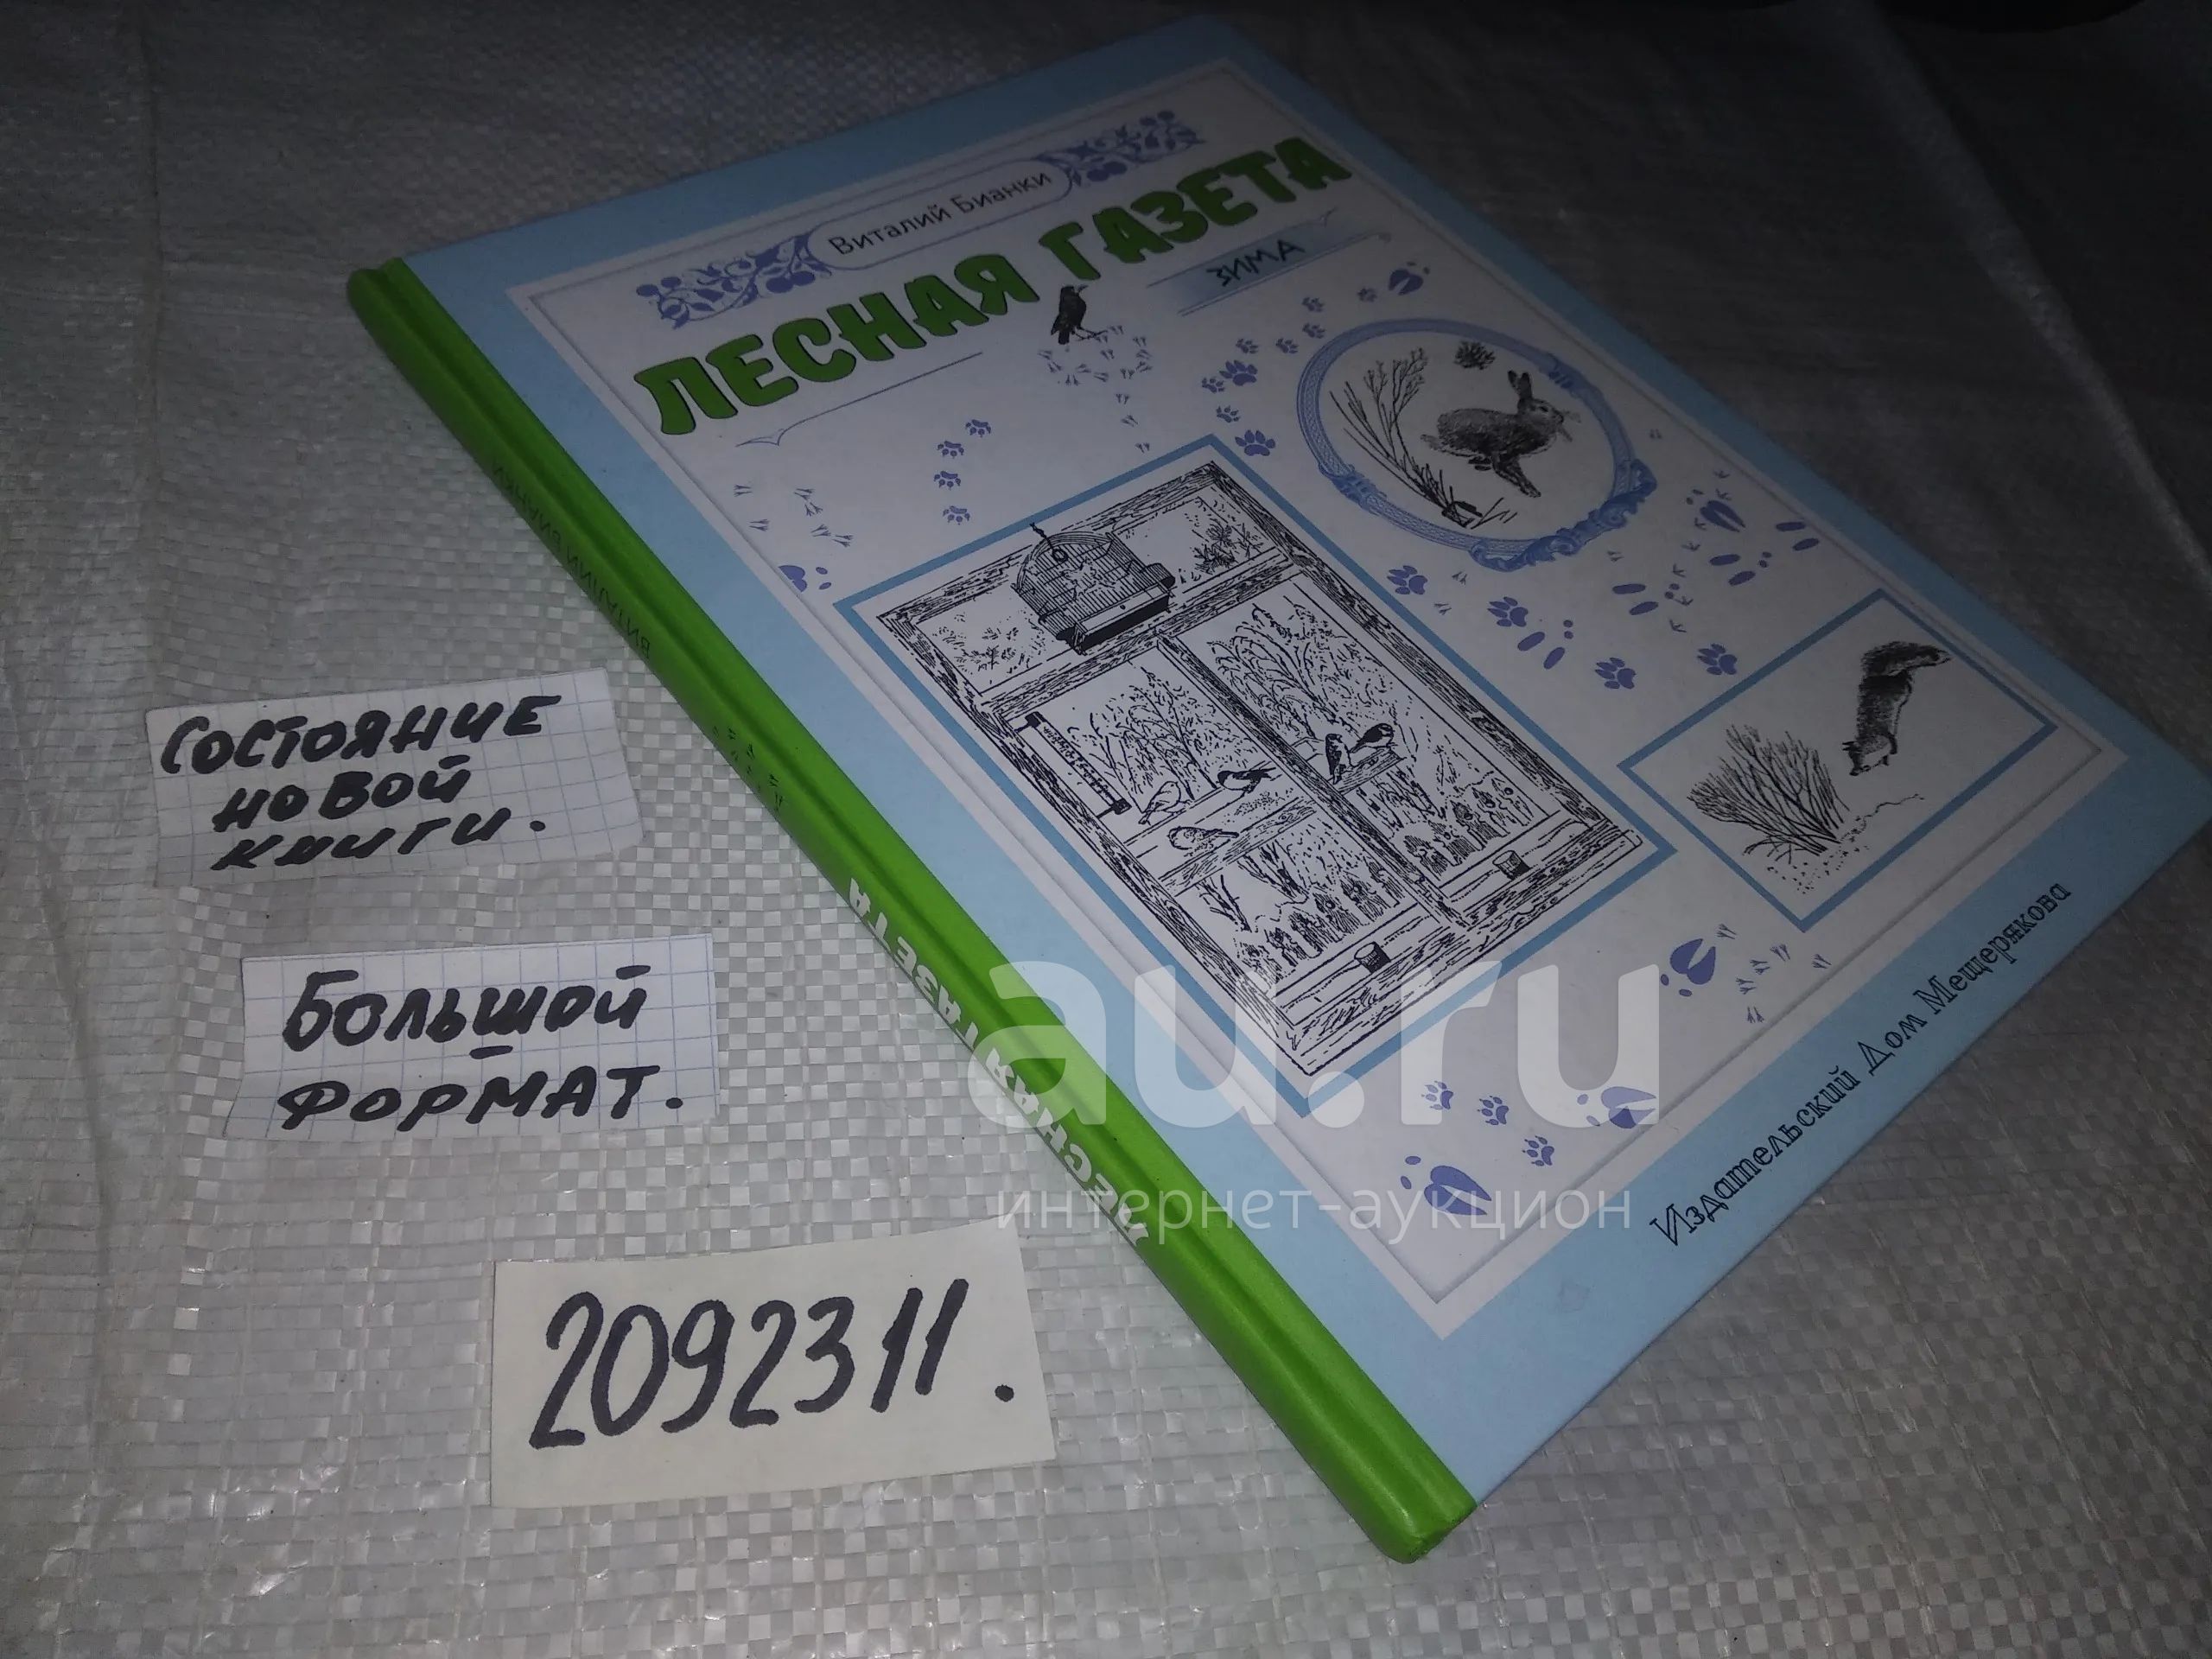 Виталий Бианки
ЛЕСНАЯ ГАЗЕТА
ЗИМА
ВИТАЛИЙ БИАНКИ
ЛЕСНАЯ ГАЗЕТА
Издательский Дом Мещерякова
СОСТОЯНИЕ
НОВОЙ
КНИГИ.
БОЛЬШОЙ
ФОРМАТ.
2092311.
au.ru
интернет-аукцион